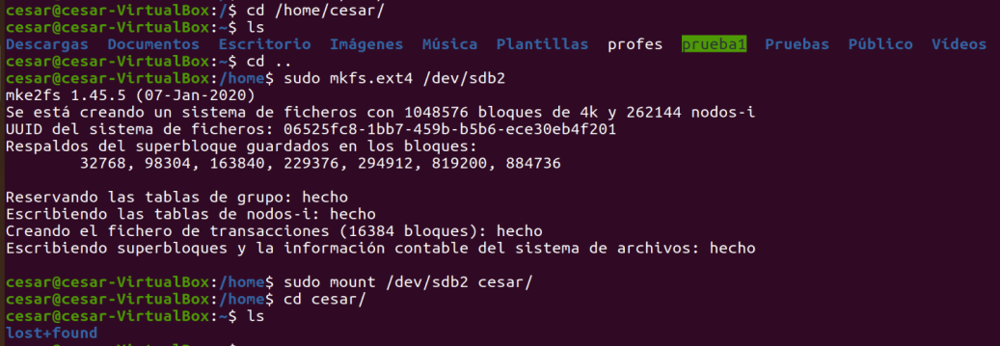 cesar@cesar-VirtualBox:/$ cd /home/cesar/
cesar@cesar-VirtualBox:~$ ls
Descargas Documentos Escritorio Imágenes Música Plantillas profes prueba1 Pruebas Público Vídeos
cesar@cesar-VirtualBox:~$ cd ..
cesar@cesar-VirtualBox:/home$ sudo mkfs.ext4 /dev/sdb2
mke2fs 1.45.5 (07-Jan-2020)
Se está creando un sistema de ficheros con 1048576 bloques de 4k y 262144 nodos-i
UUID del sistema de ficheros: 06525fc8-1bb7-459b-b5b6-ece30eb4f201
Respaldos del superbloque guardados en los bloques:
32768, 98304, 163840, 229376, 294912, 819200, 884736
Reservando las tablas de grupo: hecho
Escribiendo las tablas de nodos-i: hecho
Creando el fichero de transacciones (16384 bloques): hecho
Escribiendo superbloques y la información contable del sistema de archivos: hecho
cesar@cesar-VirtualBox:/home$ sudo mount /dev/sdb2 cesar/
cesar@cesar-VirtualBox:/home$ cd cesar/
cesar@cesar-VirtualBox:~$ ls
lost+found